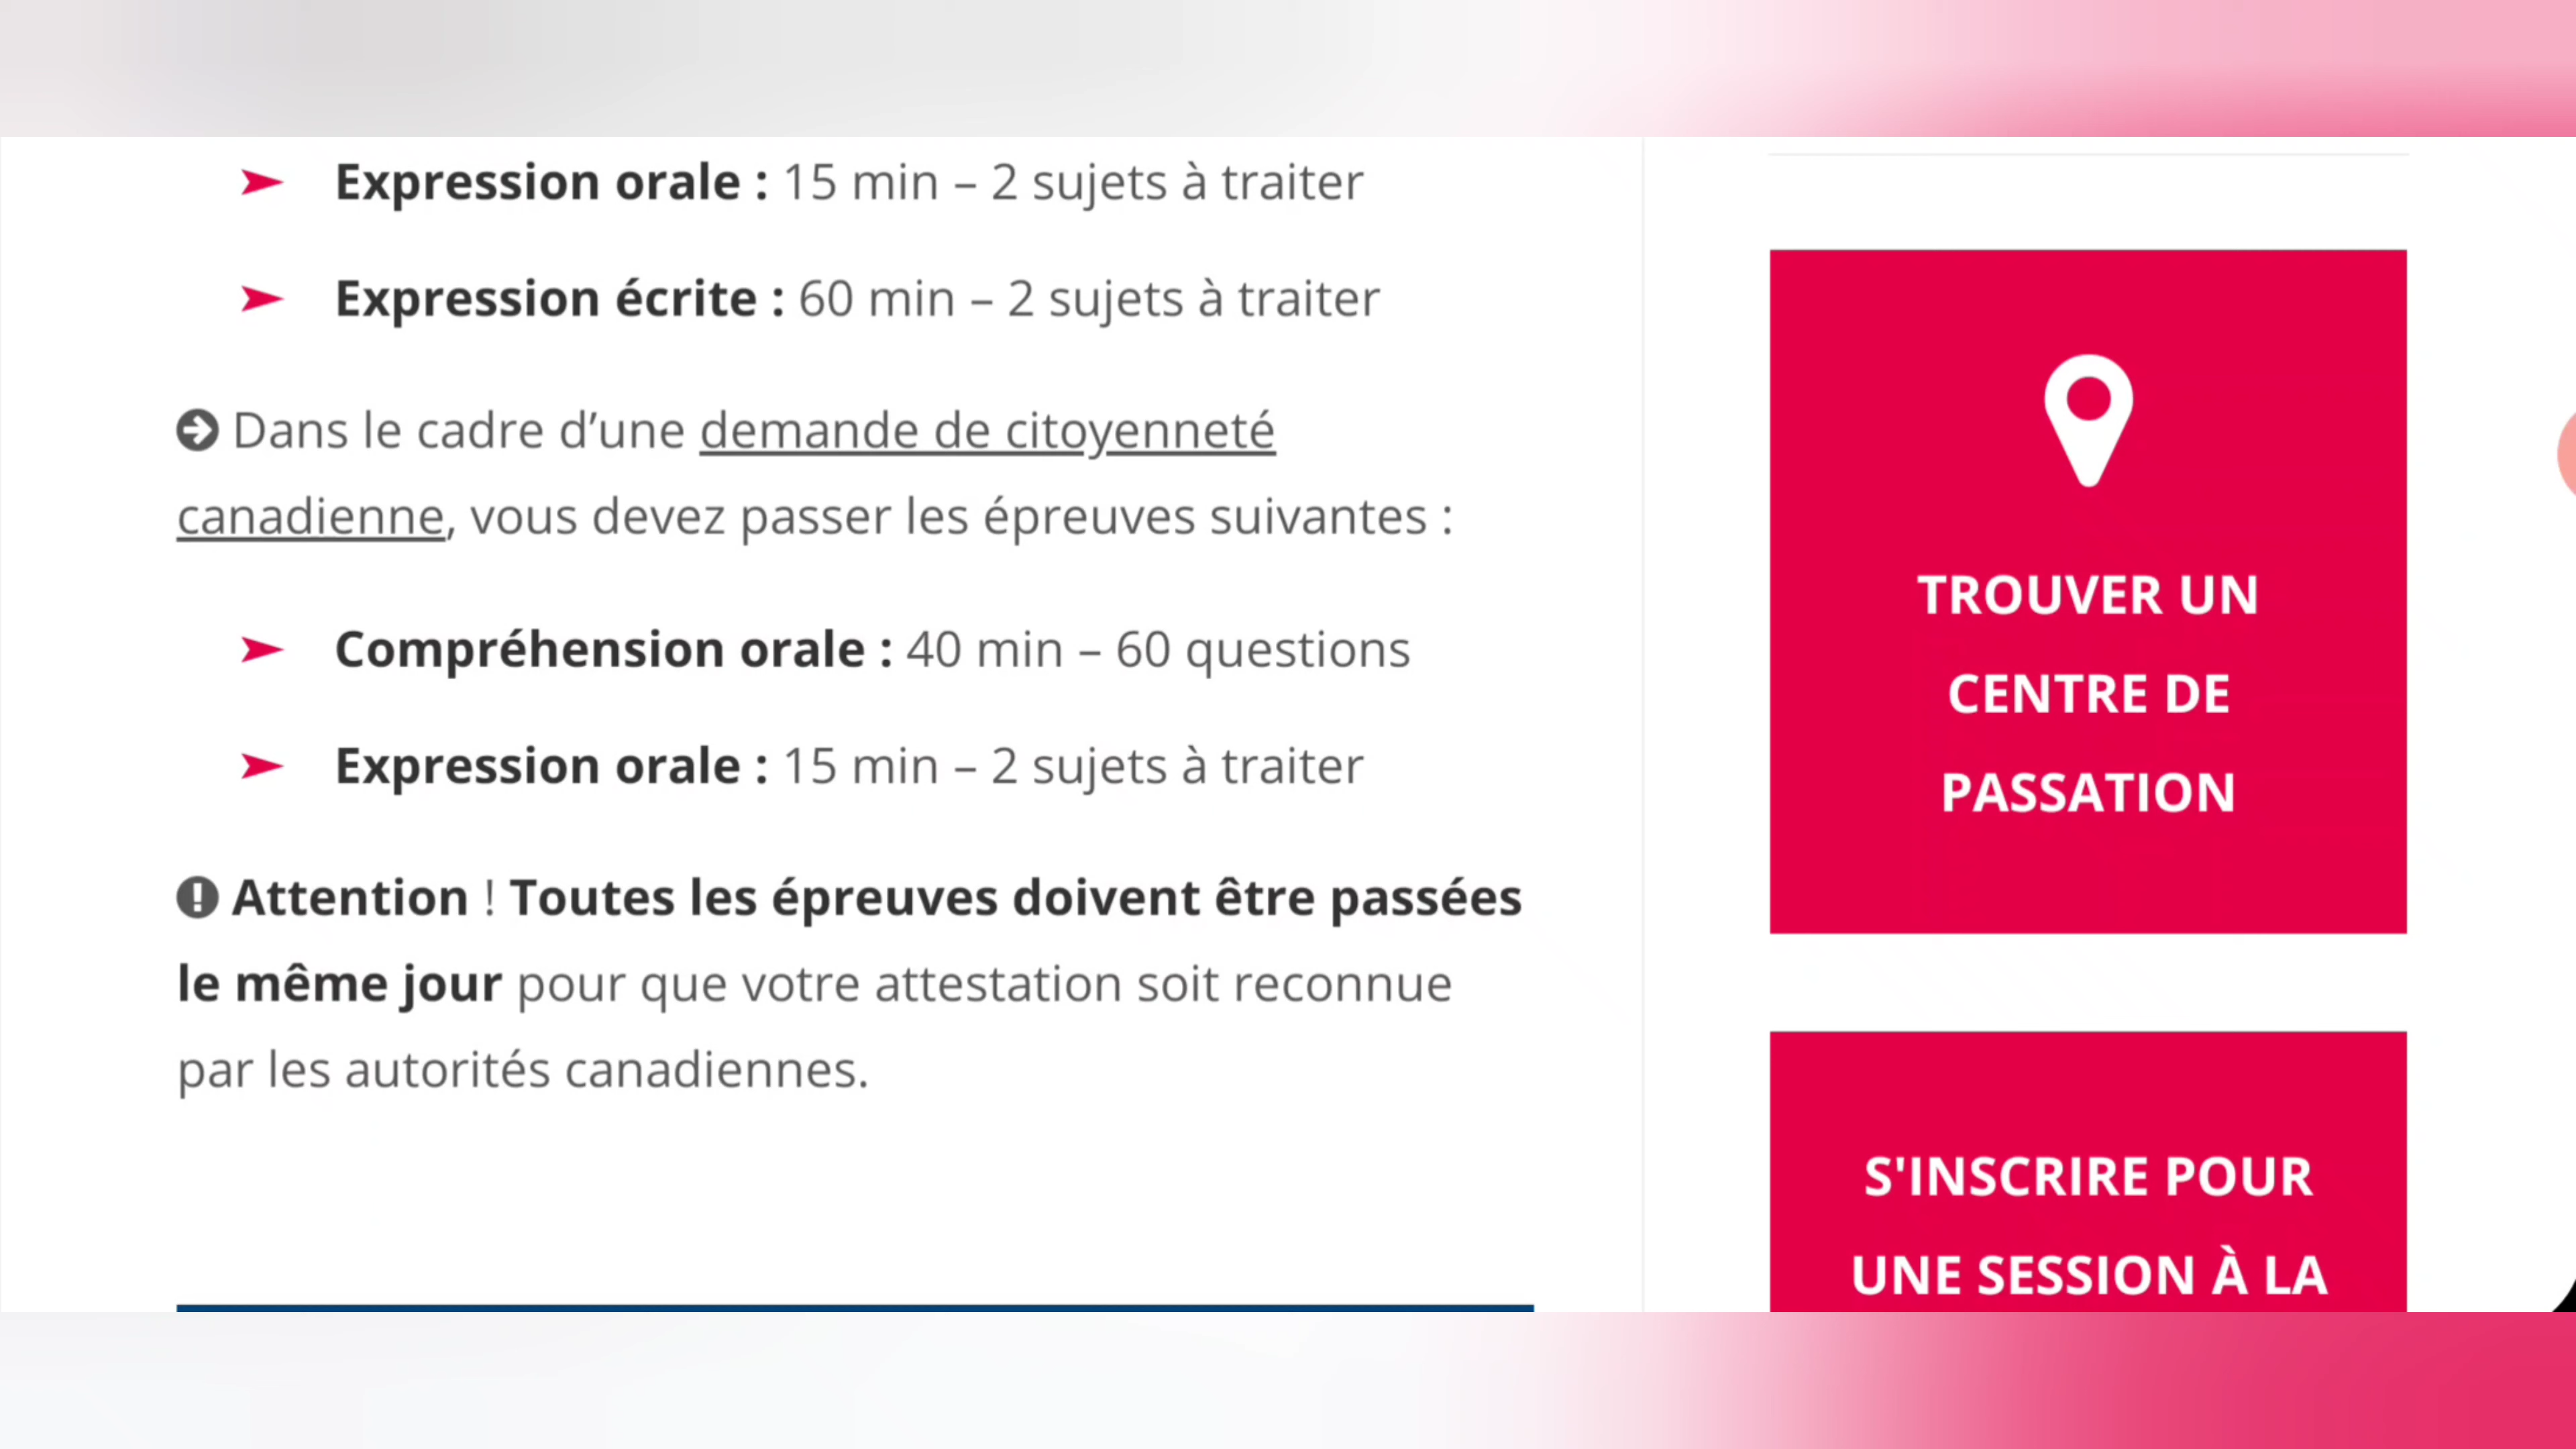 Expression orale : 15 min – 2 sujets à traiter
Expression écrite : 60 min – 2 sujets à traiter
Dans le cadre d’une demande de citoyenneté
canadienne, vous devez passer les épreuves suivantes :
Compréhension orale : 40 min – 60 questions
Expression orale : 15 min – 2 sujets à traiter
Attention ! Toutes les épreuves doivent être passées
le même jour pour que votre attestation soit reconnue
par les autorités canadiennes.
TROUVER UN
CENTRE DE
PASSATION
S'INSCRIRE POUR
UNE SESSION À LA